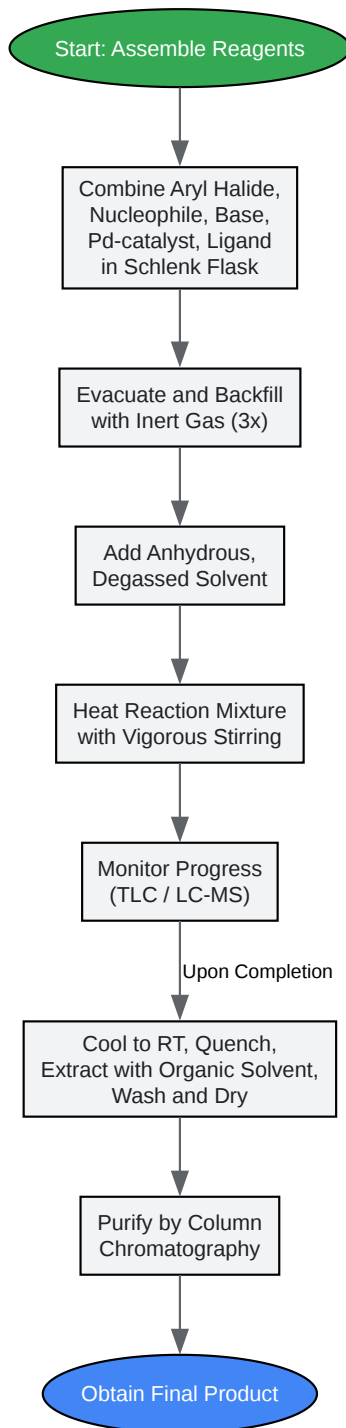 Start: Assemble Reagents
Combine Aryl Halide,
Nucleophile, Base,
Pd-catalyst, Ligand
in Schlenk Flask
Evacuate and Backfill
with Inert Gas (3x)
Add Anhydrous,
Degassed Solvent
Heat Reaction Mixture
with Vigorous Stirring
Monitor Progress
(TLC / LC-MS)
Upon Completion
Cool to RT, Quench,
Extract with Organic Solvent,
Wash and Dry
Purify by Column
Chromatography
Obtain Final Product